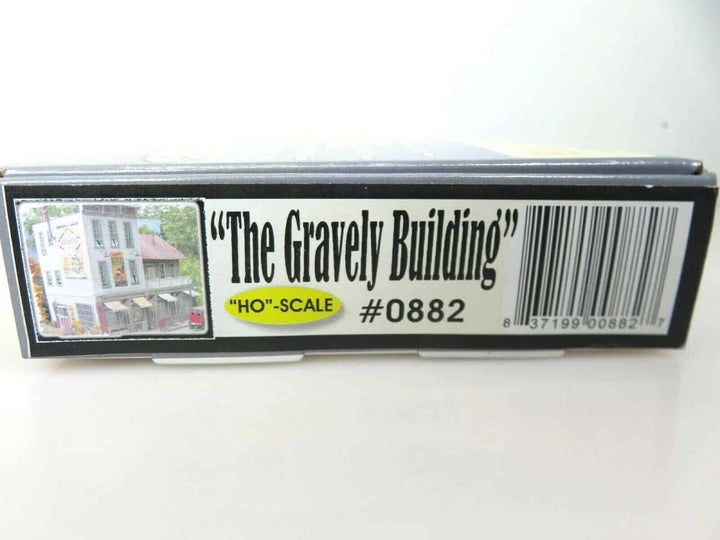 "The Gravely Building"
"HO"-SCALE #0882
8 37199 00882 7